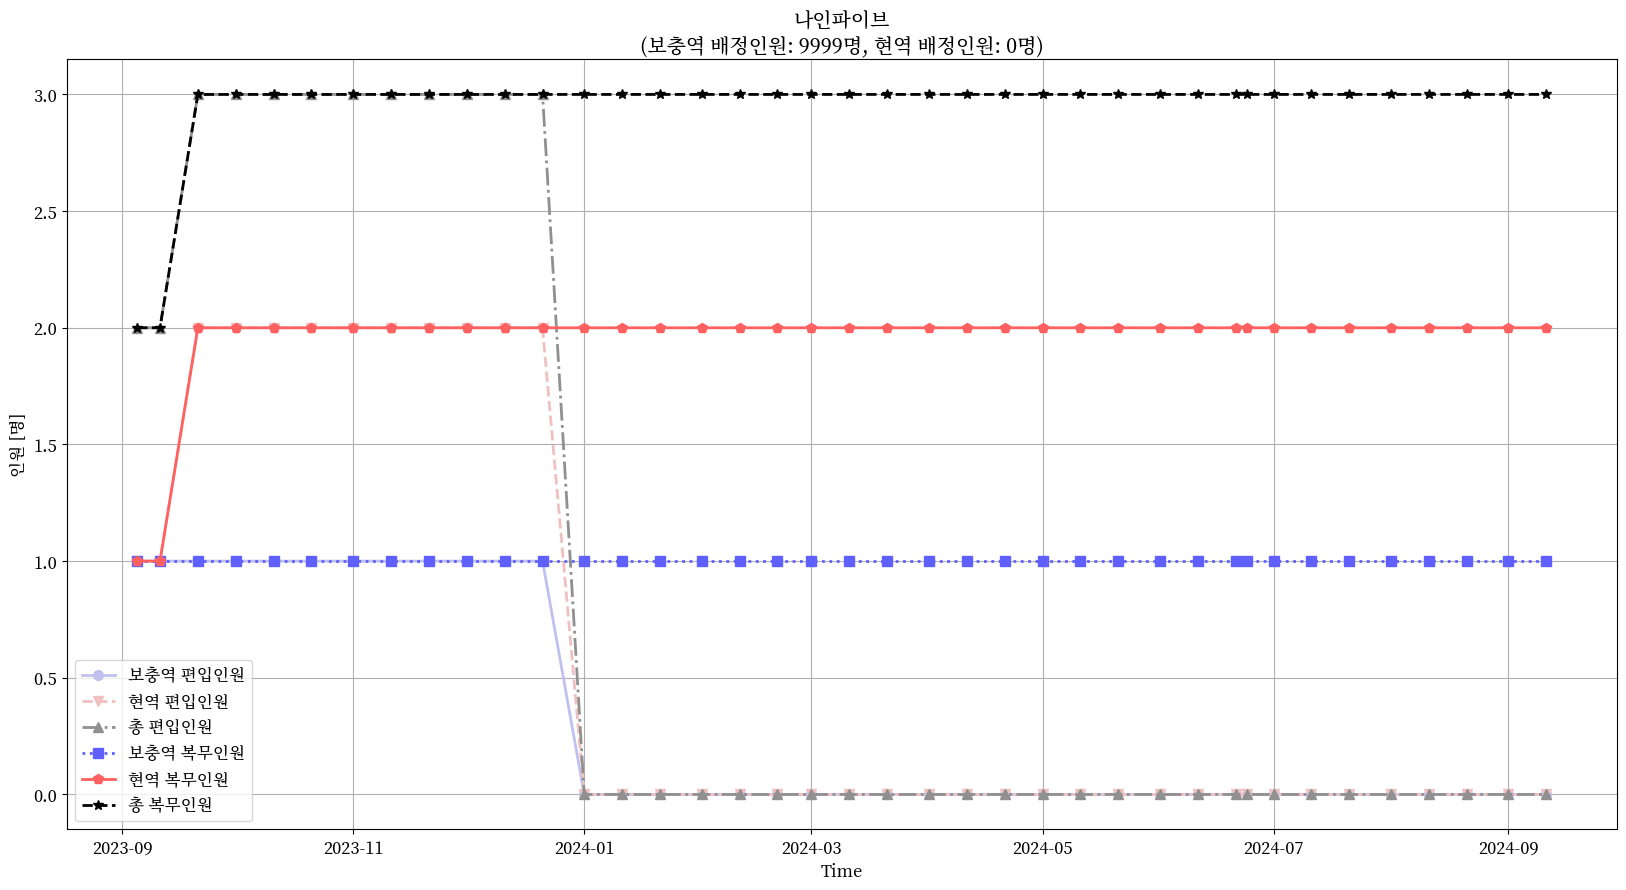 나인파이브
(보충역 배정인원: 9999명, 현역 배정인원: 0명)
인원 [명]
3.0
2.5
2.0
1.5
1.0
0.5
0.0
보충역 편입인원
현역 편입인원
총 편입인원
보충역 복무인원
현역 복무인원
총 복무인원
2023-09
2023-11
2024-01
2024-03
2024-05
2024-07
2024-09
Time